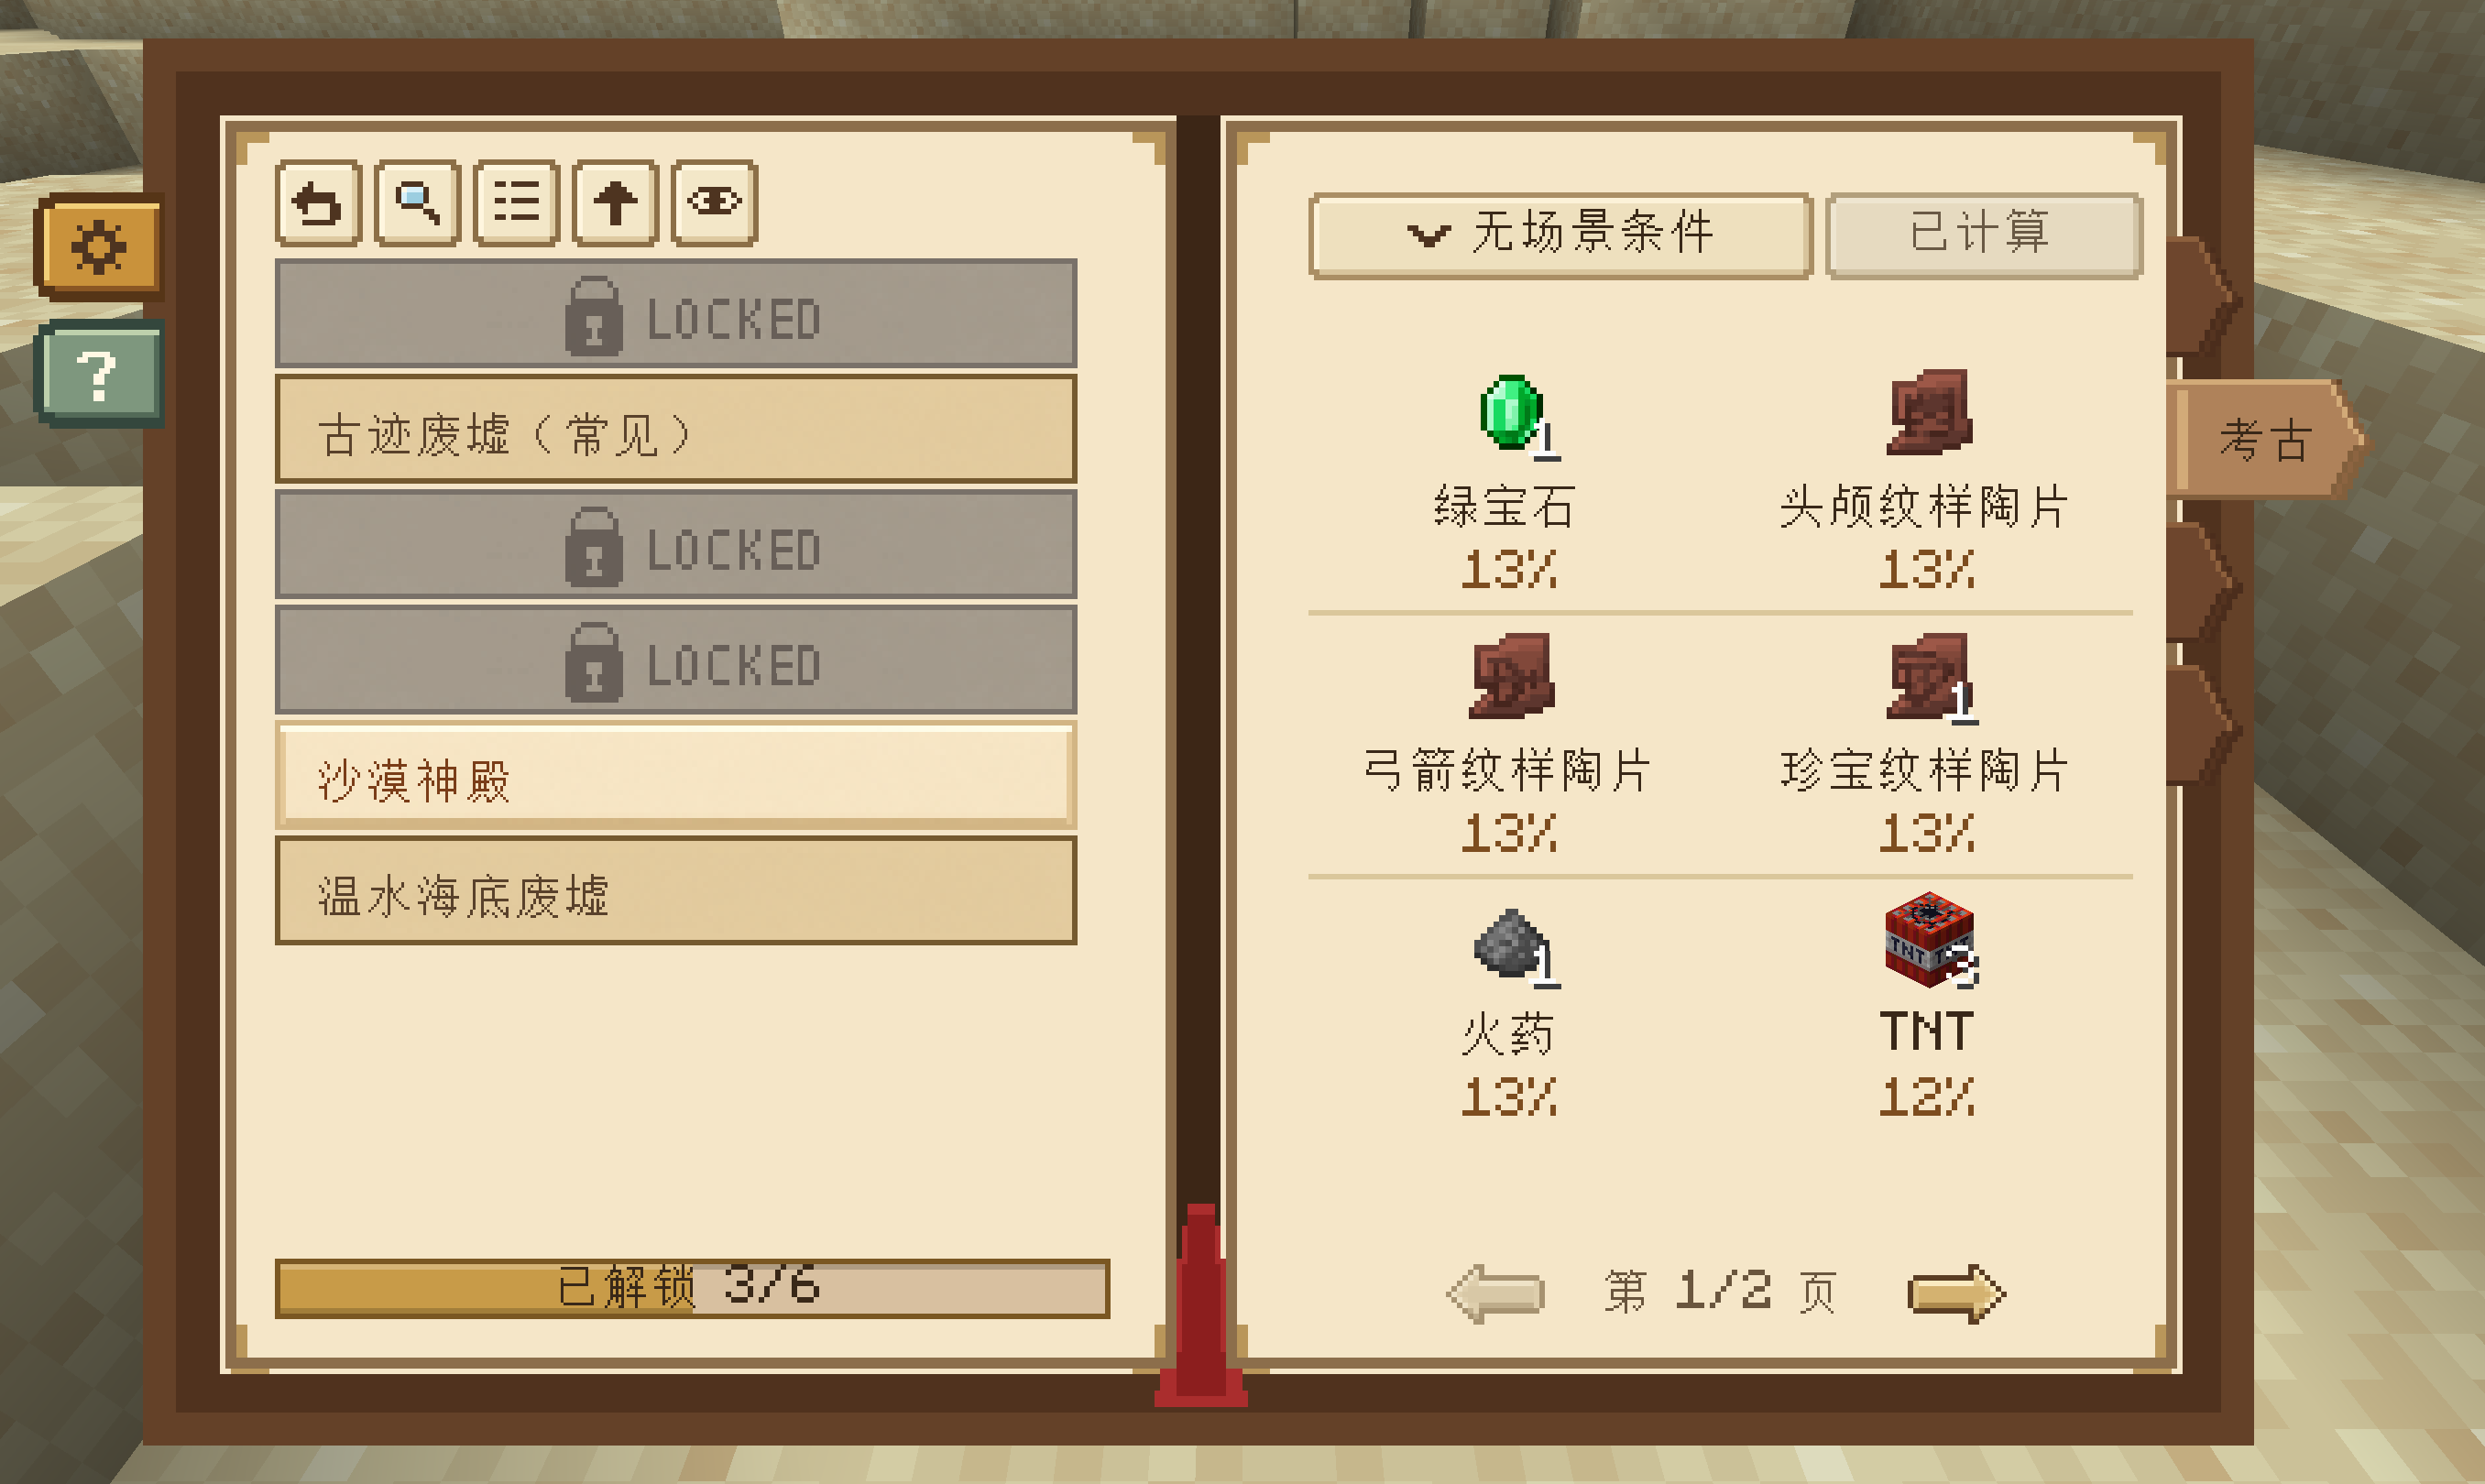 ?
LOCKED
古迹废墟（常见）
LOCKED
LOCKED
沙漠神殿
温水海底废墟
已解锁 3/6
无场景条件 已计算
考古
1
绿宝石 头颅纹样陶片
13% 13%
1
弓箭纹样陶片 珍宝纹样陶片
13% 13%
1 TNT 3
火药 TNT
13% 12%
第 1/2 页